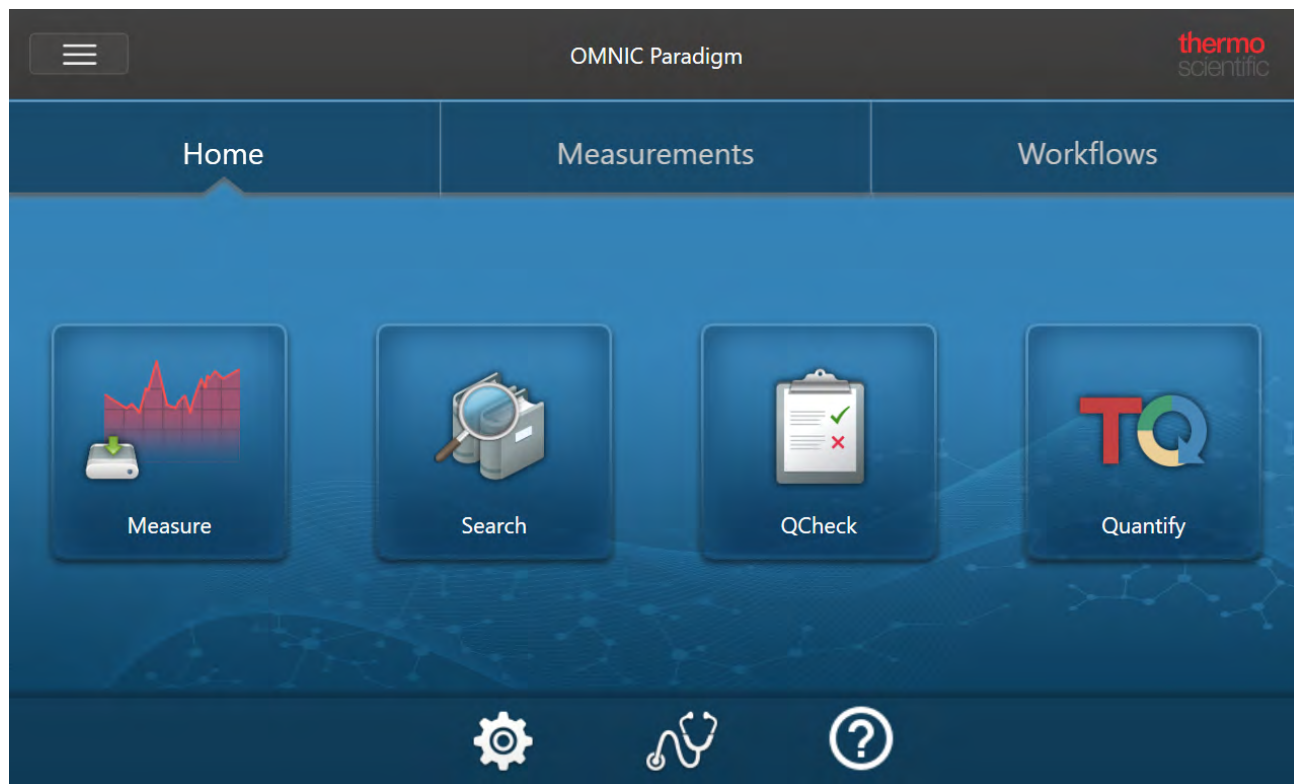 OMNIC Paradigm
thermo
scientific
Home
Measurements
Workflows
TQ
Measure
Search
QCheck
Quantify
?